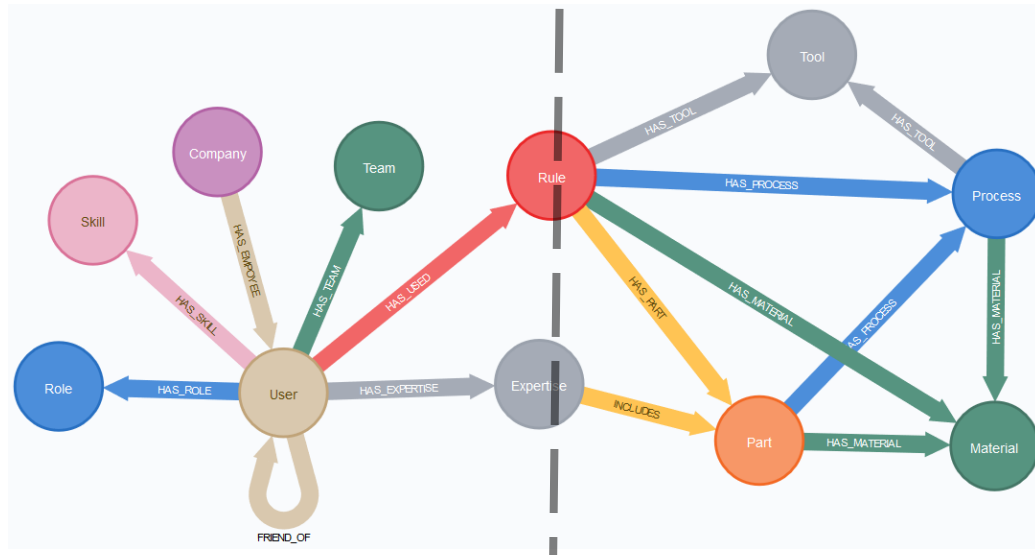 Tool
Company
Team
Rule
HAS_TOOL
HAS_TOOL
HAS_PROCESS
Process
Skill
HAS_EMPOYEE
HAS_TEAM
HAS_USED
HAS_PART
HAS_MATERIAL
AS_PROCESS
HAS_MATERIAL
HAS_SKILL
Role
HAS_ROLE
User
HAS_EXPERTISE
Expertise
INCLUDES
Part
HAS_MATERIAL
Material
FRIEND_OF